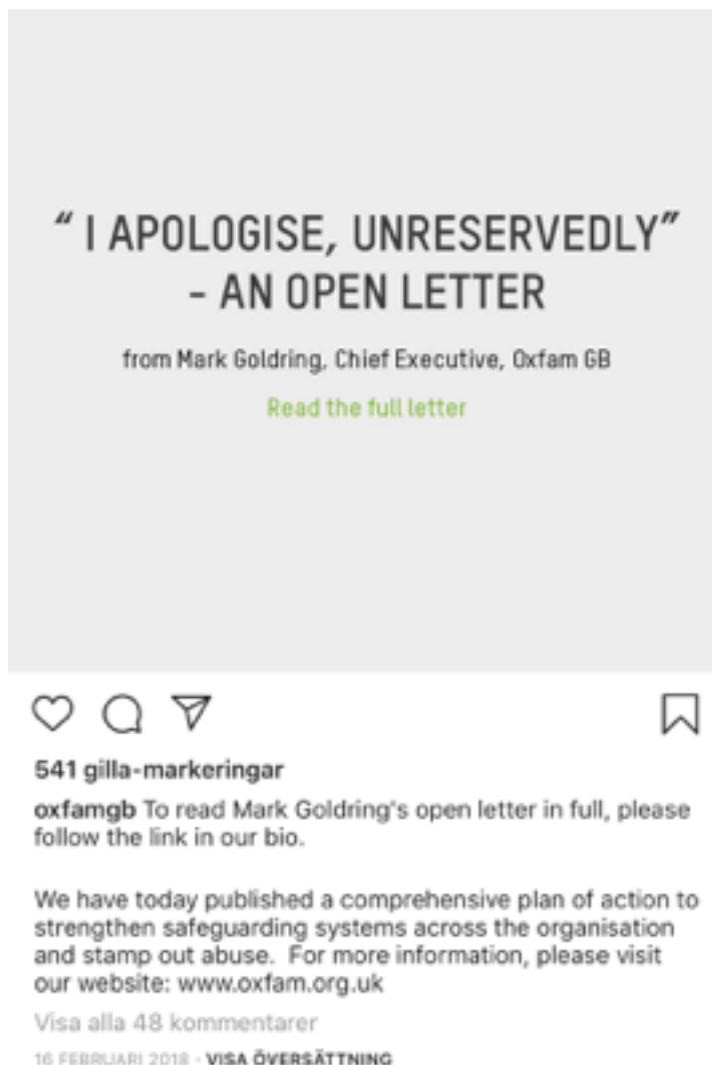 “ I APOLOGISE, UNRESERVEDLY”
- AN OPEN LETTER
from Mark Goldring, Chief Executive, Oxfam GB
Read the full letter
541 gilla-markeringar
oxfamgb To read Mark Goldring's open letter in full, please
follow the link in our bio.
We have today published a comprehensive plan of action to
strengthen safeguarding systems across the organisation
and stamp out abuse.  For more information, please visit
our website: www.oxfam.org.uk
Visa alla 48 kommentarer
16 FEBRUARI 2018 · VISA ÖVERSÄTTNING